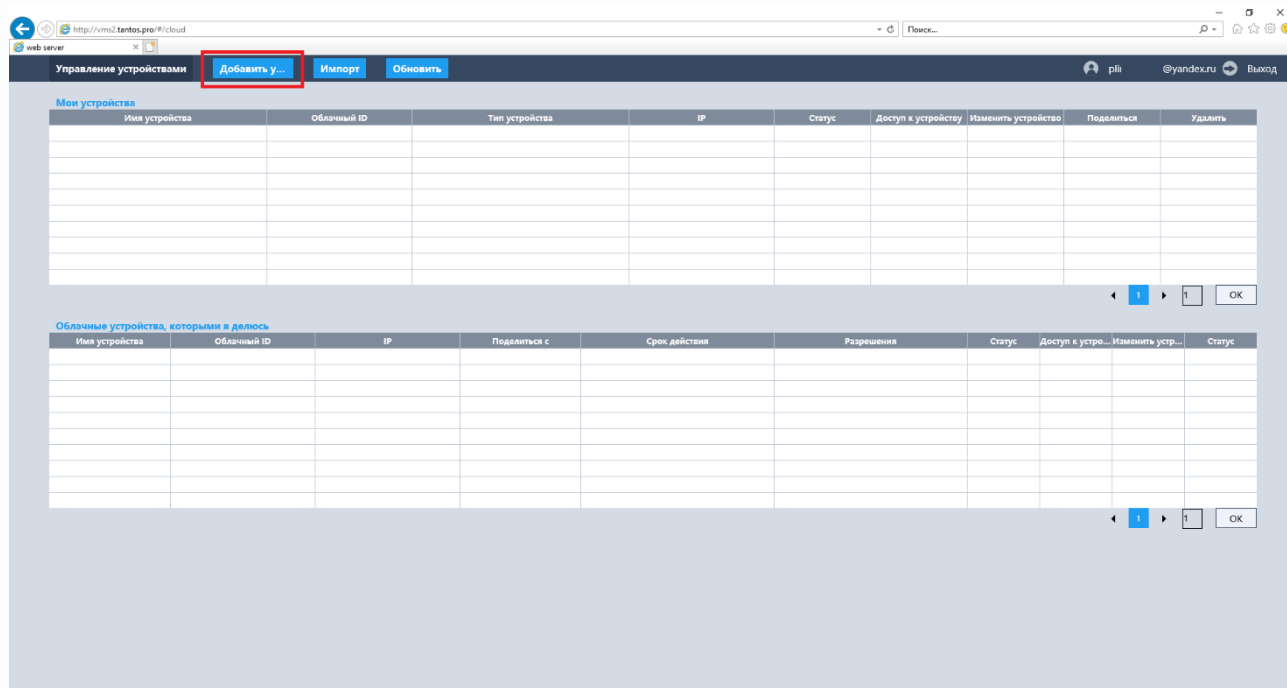 http://vms2.tantos.pro/#/cloud
Поиск...
web server
Управление устройствами Добавить у... Импорт Обновить pli @yandex.ru Выход
Мои устройства
Имя устройства Облачный ID Тип устройства IP Статус Доступ к устройству Изменить устройство Поделиться Удалить
1 1 OK
Облачные устройства, которыми я делюсь
Имя устройства Облачный ID IP Поделиться с Срок действия Разрешения Статус Доступ к устро... Изменить устр... Статус
1 1 OK